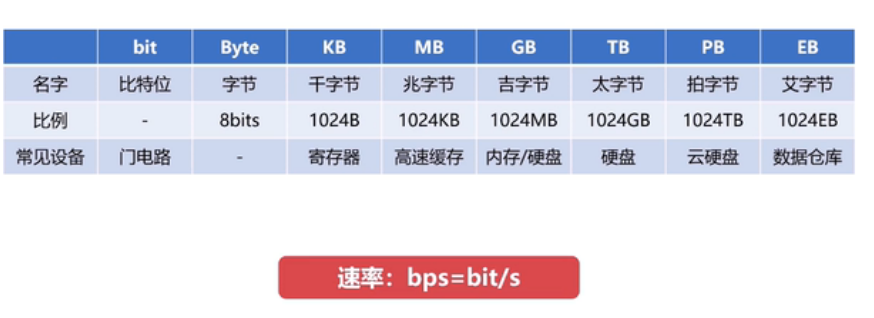 bit Byte KB MB GB TB PB EB
名字 比特位 字节 千字节 兆字节 吉字节 太字节 拍字节 艾字节
比例 - 8bits 1024B 1024KB 1024MB 1024GB 1024TB 1024EB
常见设备 门电路 - 寄存器 高速缓存 内存/硬盘 硬盘 云硬盘 数据仓库
速率：bps=bit/s